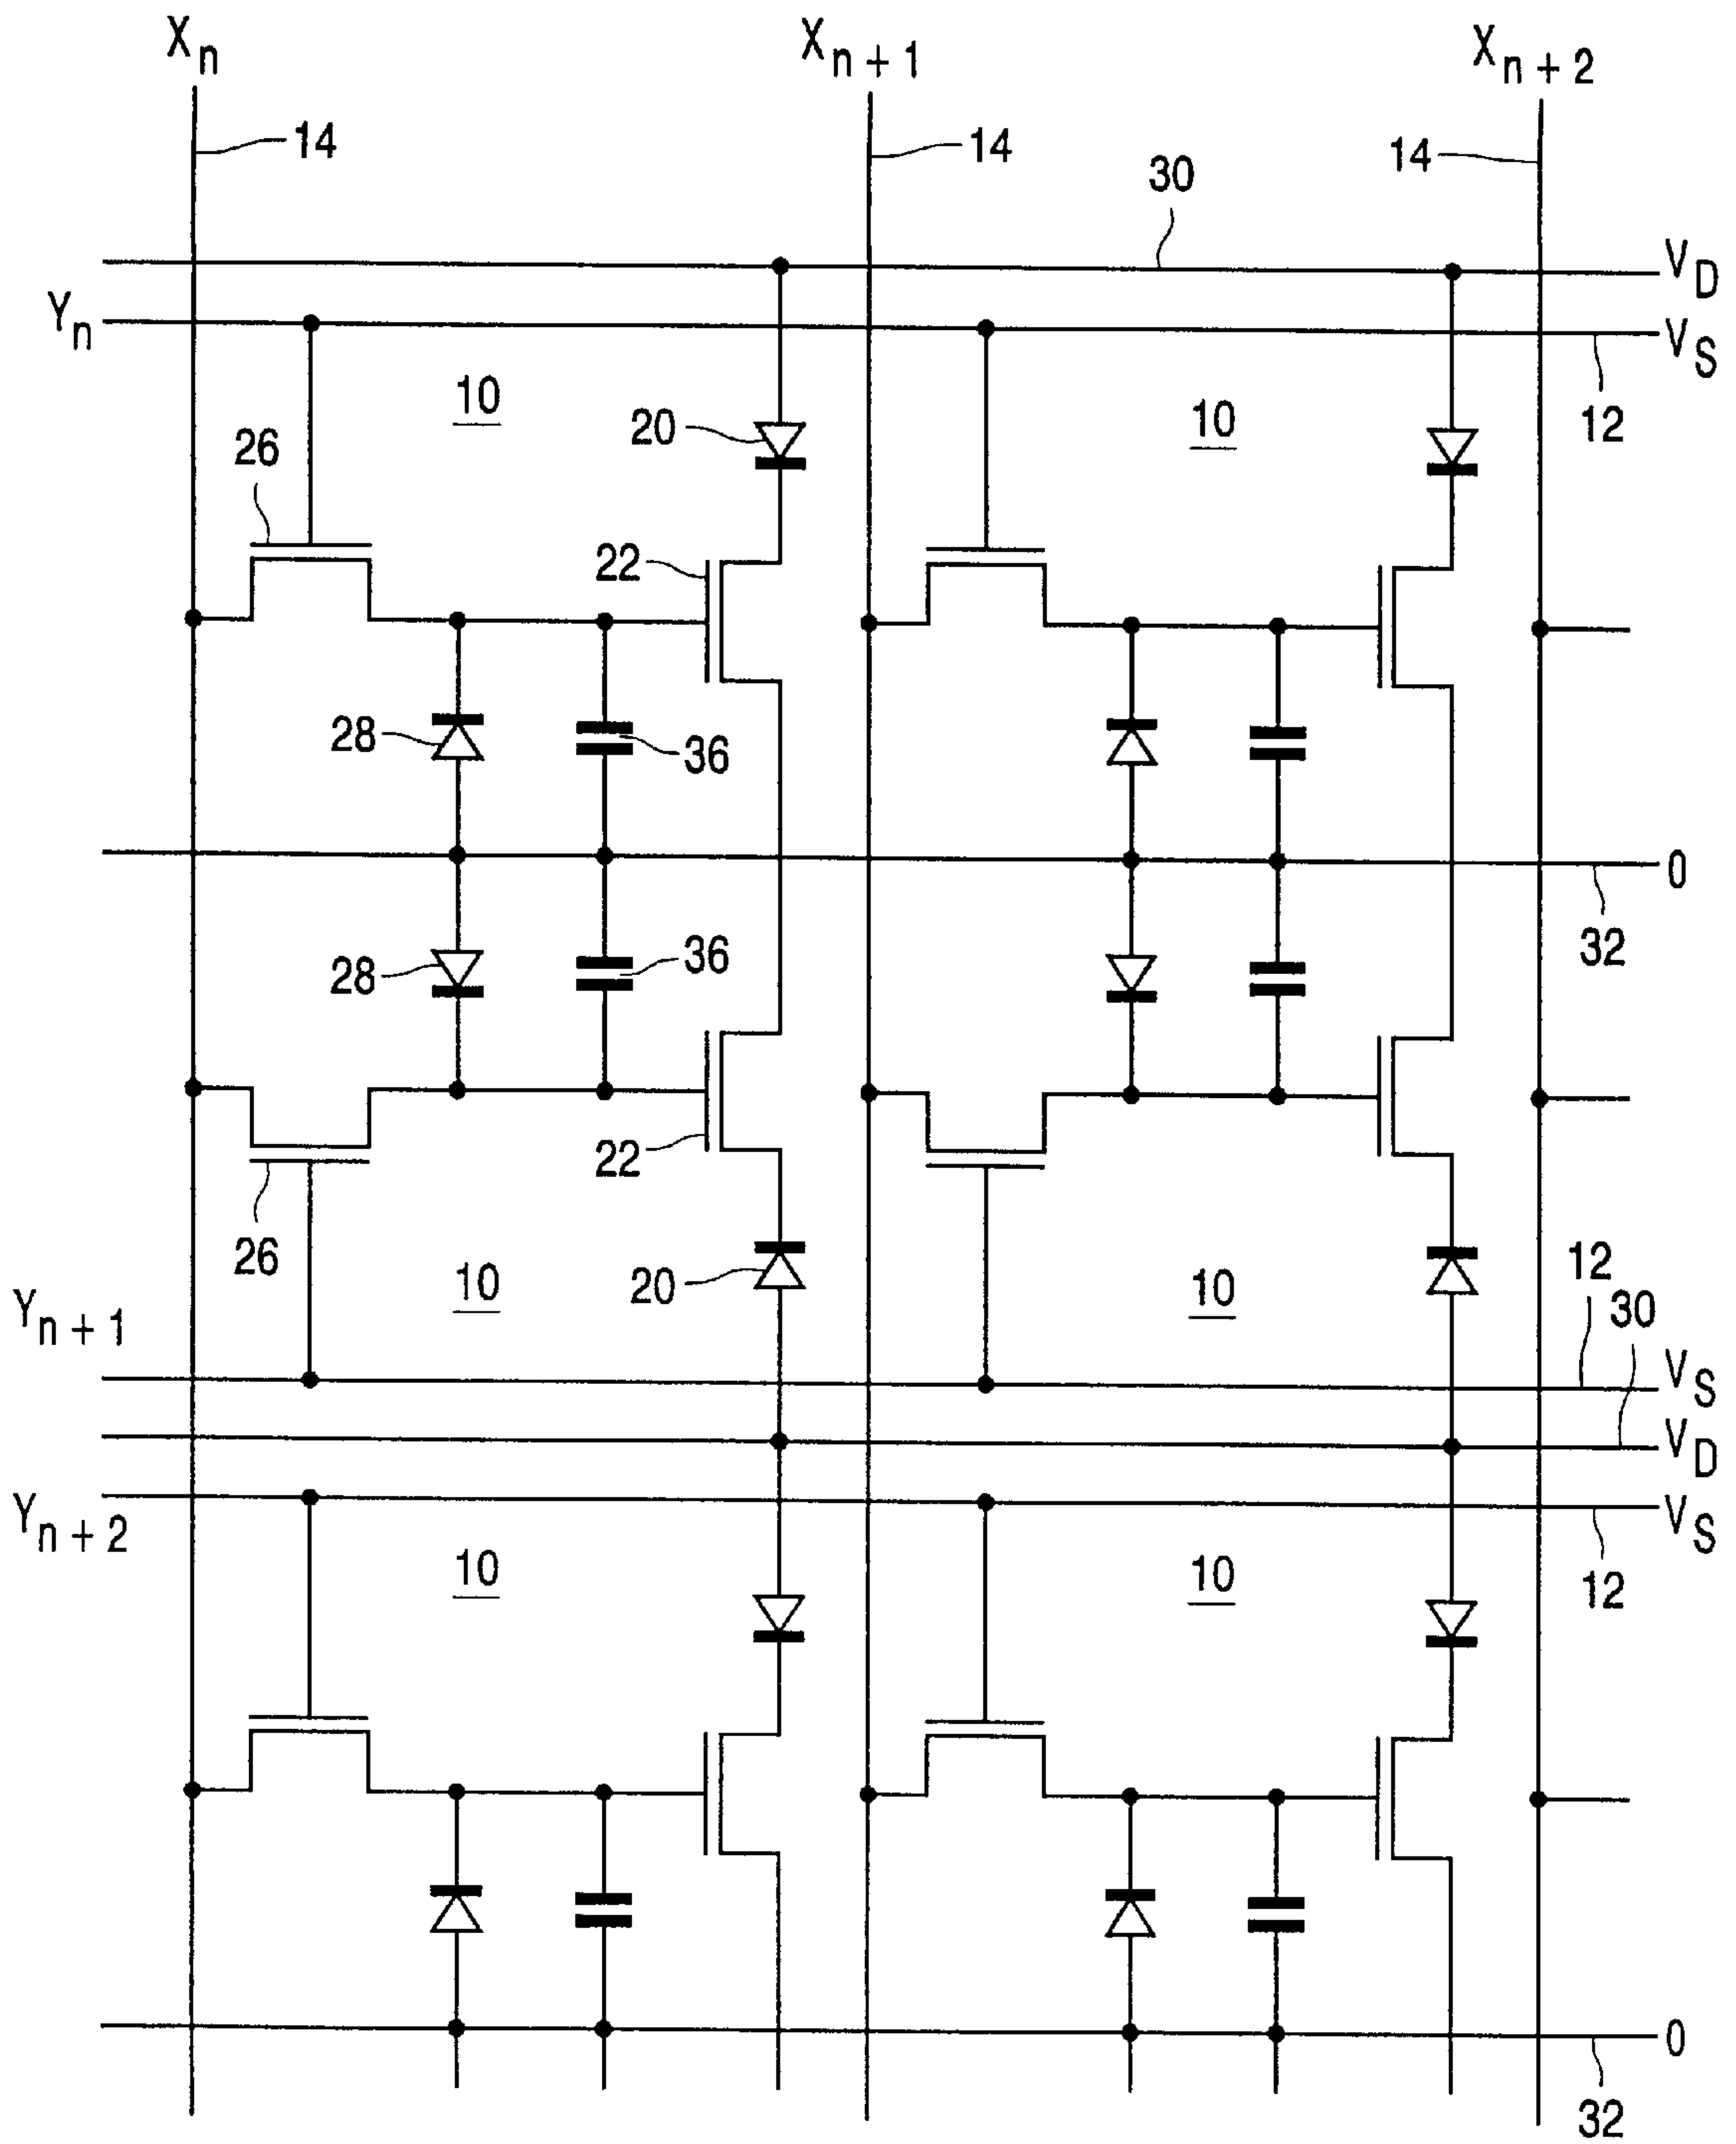 Xn Xn + 1 Xn + 2
14 14 14
30
VD
Yn VS
10 20 10 12
26
22
28 36
0
28 36 32
22
26 10 20 10 12
30
Yn + 1
VS
VD
Yn + 2 VS
10 10 12
0
32